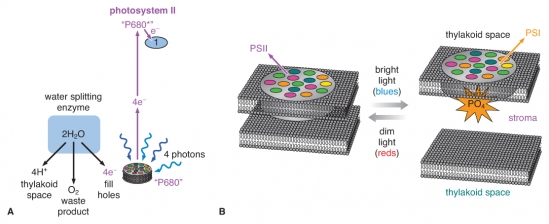 photosystem II
"P680*"
e⁻
1
water splitting
enzyme
4e⁻
2H₂O
4 photons
4H⁺
thylakoid
space
O₂
waste
product
4e⁻
fill
holes
"P680"
A
PSII
bright
light
(blues)
dim
light
(reds)
thylakoid space
PSI
PO₄
stroma
thylakoid space
B